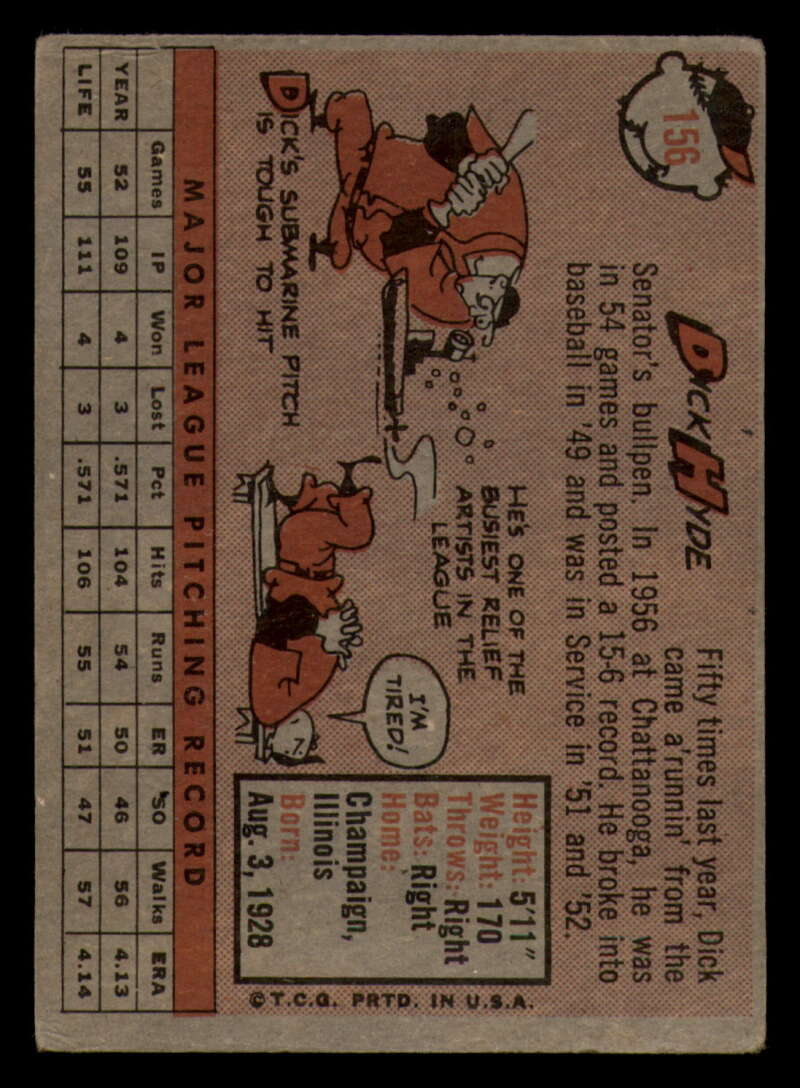 156
DICK HYDE
Fifty times last year, Dick
came a'runnin' from the
Senator's bullpen. In 1956 at Chattanooga, he was
in 54 games and posted a 15-6 record. He broke into
baseball in '49 and was in Service in '51 and '52.
DICK'S SUBMARINE PITCH
IS TOUGH TO HIT
HE'S ONE OF THE
BUSIEST RELIEF
ARTISTS IN THE
LEAGUE
I'M
TIRED!
Height: 5'11"
Weight: 170
Throws: Right
Bats: Right
Home:
Champaign,
Illinois
Born:
Aug. 3, 1928
©T.C.G. PRTD. IN U.S.A.
MAJOR LEAGUE PITCHING RECORD
Games IP Won Lost Pct Hits Runs ER SO Walks ERA
YEAR 52 109 4 3 .571 104 54 50 46 56 4.13
LIFE 55 111 4 3 .571 106 55 51 47 57 4.14